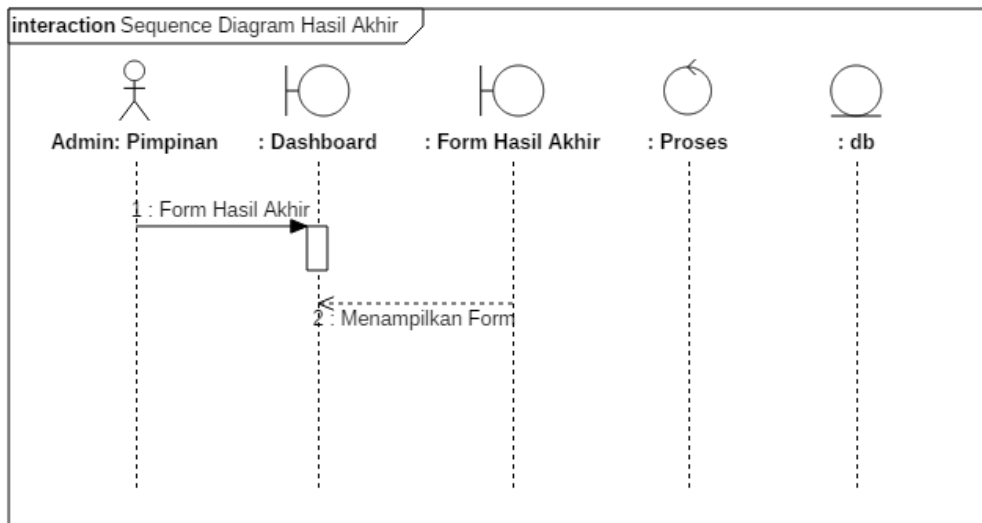 interaction Sequence Diagram Hasil Akhir
Admin: Pimpinan
: Dashboard
: Form Hasil Akhir
: Proses
: db
1 : Form Hasil Akhir
2 : Menampilkan Form